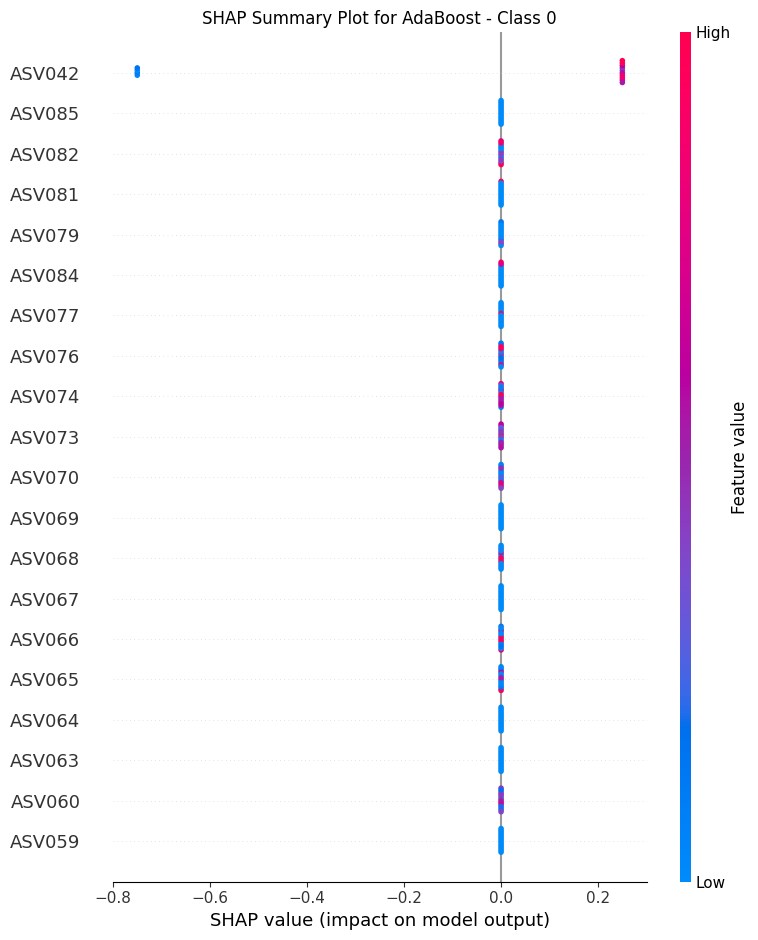 SHAP Summary Plot for AdaBoost - Class 0
High
ASV042
ASV085
ASV082
ASV081
ASV079
ASV084
ASV077
ASV076
ASV074
ASV073
ASV070
ASV069
ASV068
ASV067
ASV066
ASV065
ASV064
ASV063
ASV060
ASV059
Feature value
Low
−0.8 −0.6 −0.4 −0.2 0.0 0.2
SHAP value (impact on model output)